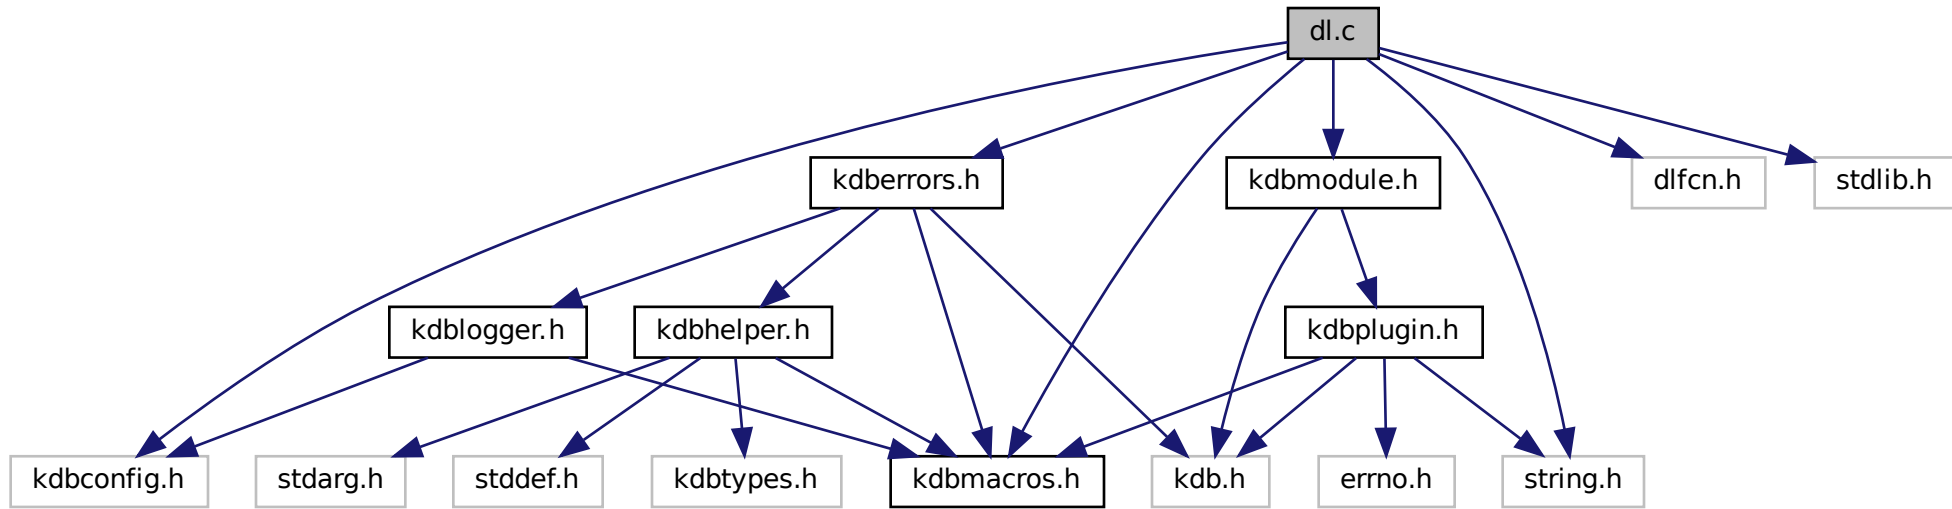 dl.c
kdberrors.h
kdbmodule.h
dlfcn.h
stdlib.h
kdblogger.h
kdbhelper.h
kdbplugin.h
kdbconfig.h
stdarg.h
stddef.h
kdbtypes.h
kdbmacros.h
kdb.h
errno.h
string.h